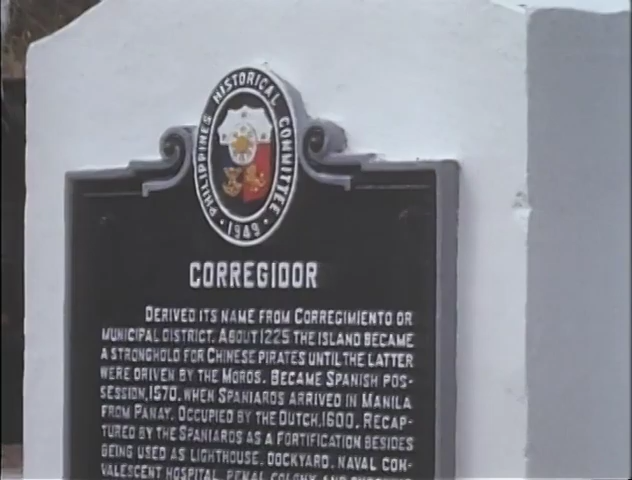 PHILIPPINES HISTORICAL COMMITTEE
· 1949 ·
CORREGIDOR
DERIVED ITS NAME FROM CORREGIMIENTO OR
MUNICIPAL DISTRICT. ABOUT 1225 THE ISLAND BECAME
A STRONGHOLD FOR CHINESE PIRATES UNTIL THE LATTER
WERE DRIVEN BY THE MOROS. BECAME SPANISH POS-
SESSION, 1570, WHEN SPANIARDS ARRIVED IN MANILA
FROM PANAY. OCCUPIED BY THE DUTCH, 1600. RECAP-
TURED BY THE SPANIARDS AS A FORTIFICATION BESIDES
BEING USED AS LIGHTHOUSE, DOCKYARD, NAVAL CON-
VALESCENT HOSPITAL, PENAL COLONY, AND